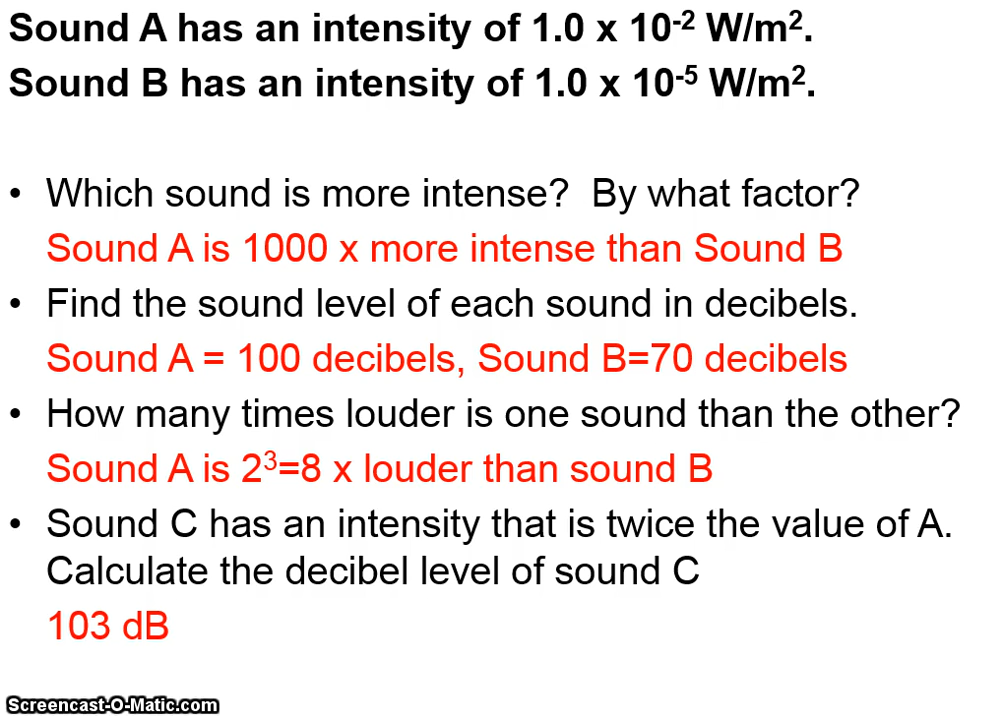 Sound A has an intensity of 1.0 x 10⁻² W/m².
Sound B has an intensity of 1.0 x 10⁻⁵ W/m².
• Which sound is more intense?  By what factor?
Sound A is 1000 x more intense than Sound B
• Find the sound level of each sound in decibels.
Sound A = 100 decibels, Sound B=70 decibels
• How many times louder is one sound than the other?
Sound A is 2³=8 x louder than sound B
• Sound C has an intensity that is twice the value of A.
Calculate the decibel level of sound C
103 dB
Screencast-O-Matic.com